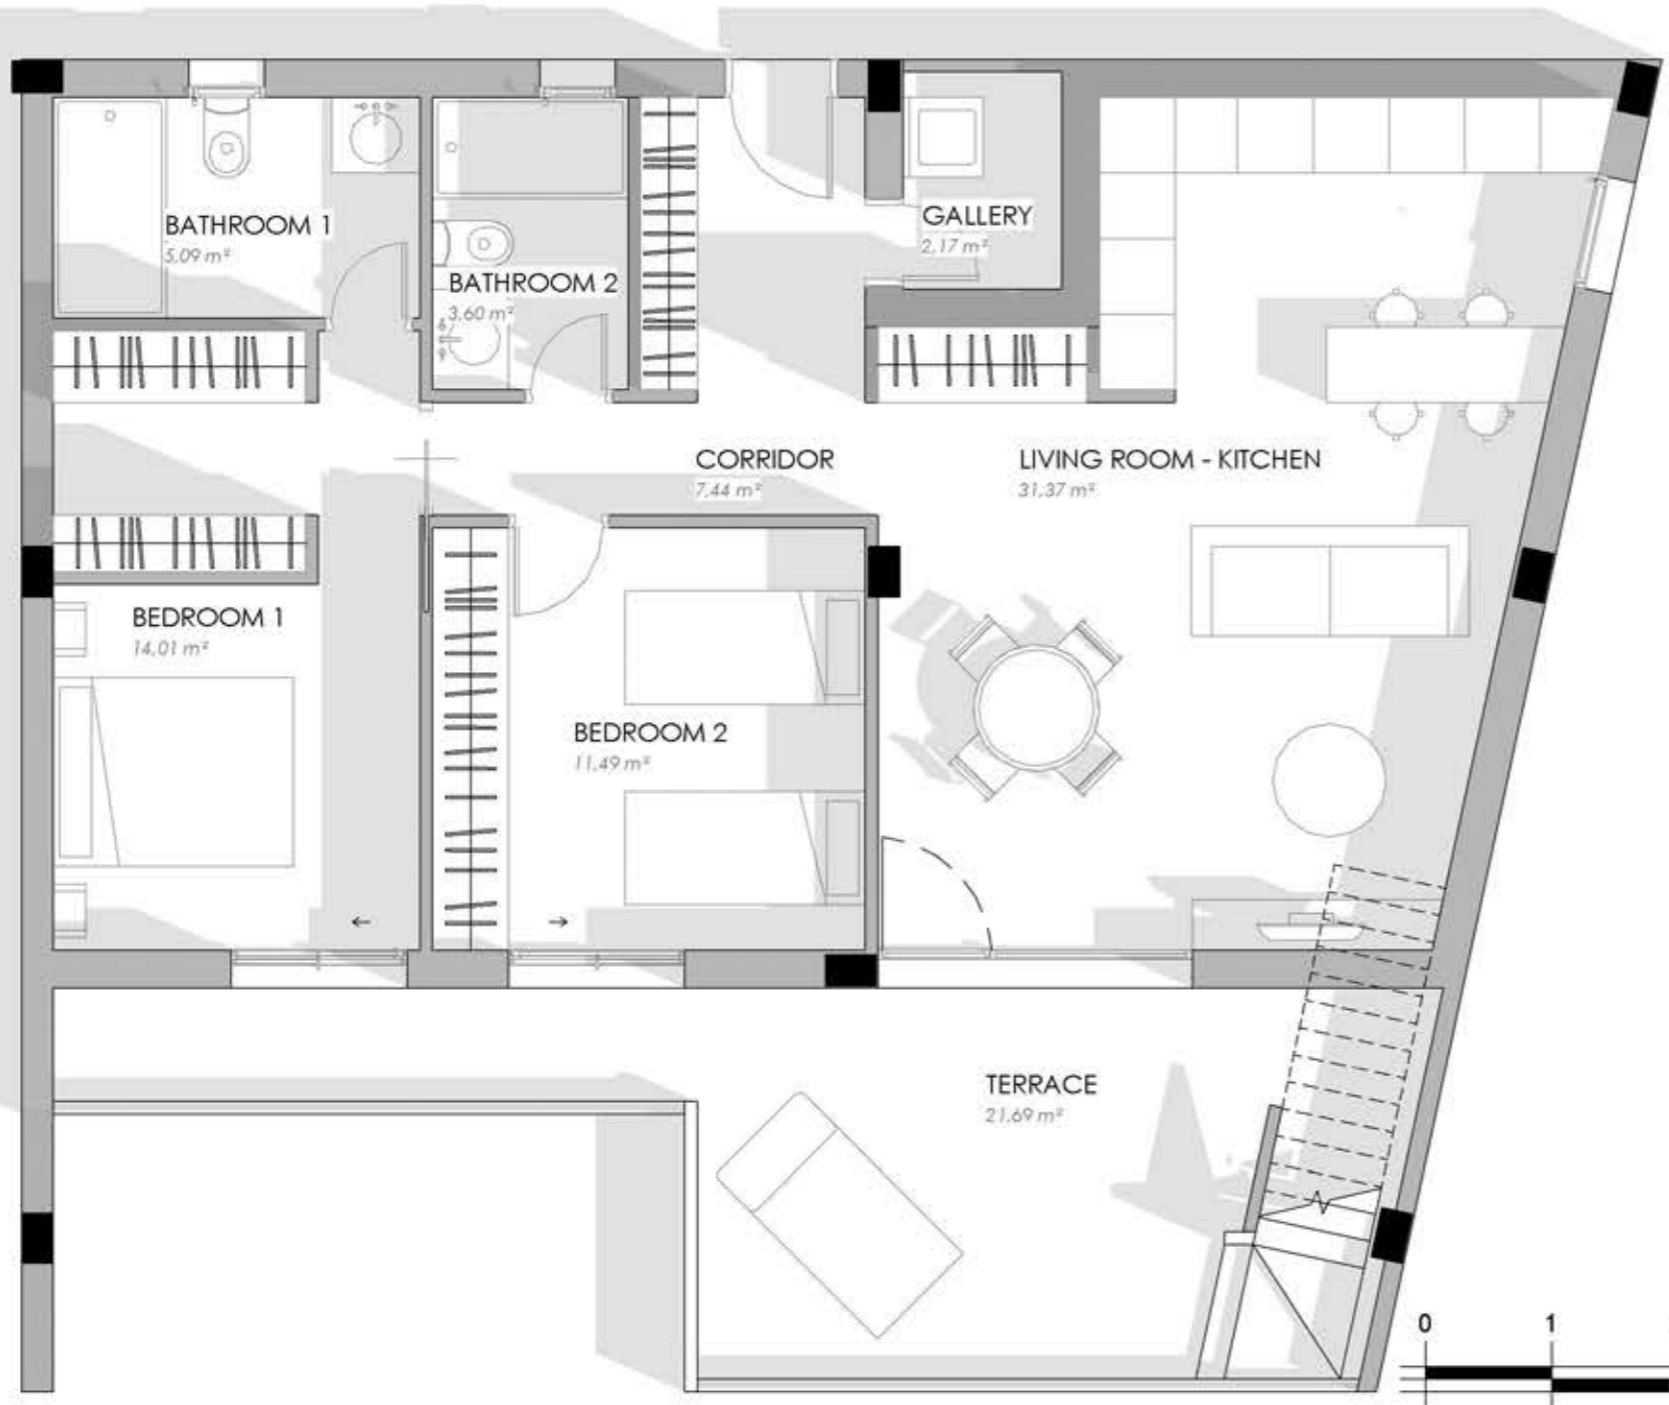 BATHROOM 1
5,09 m²
GALLERY
2,17 m²
BATHROOM 2
3,60 m²
CORRIDOR
7,44 m²
LIVING ROOM - KITCHEN
31,37 m²
BEDROOM 1
14,01 m²
BEDROOM 2
11,49 m²
TERRACE
21,69 m²
0 1